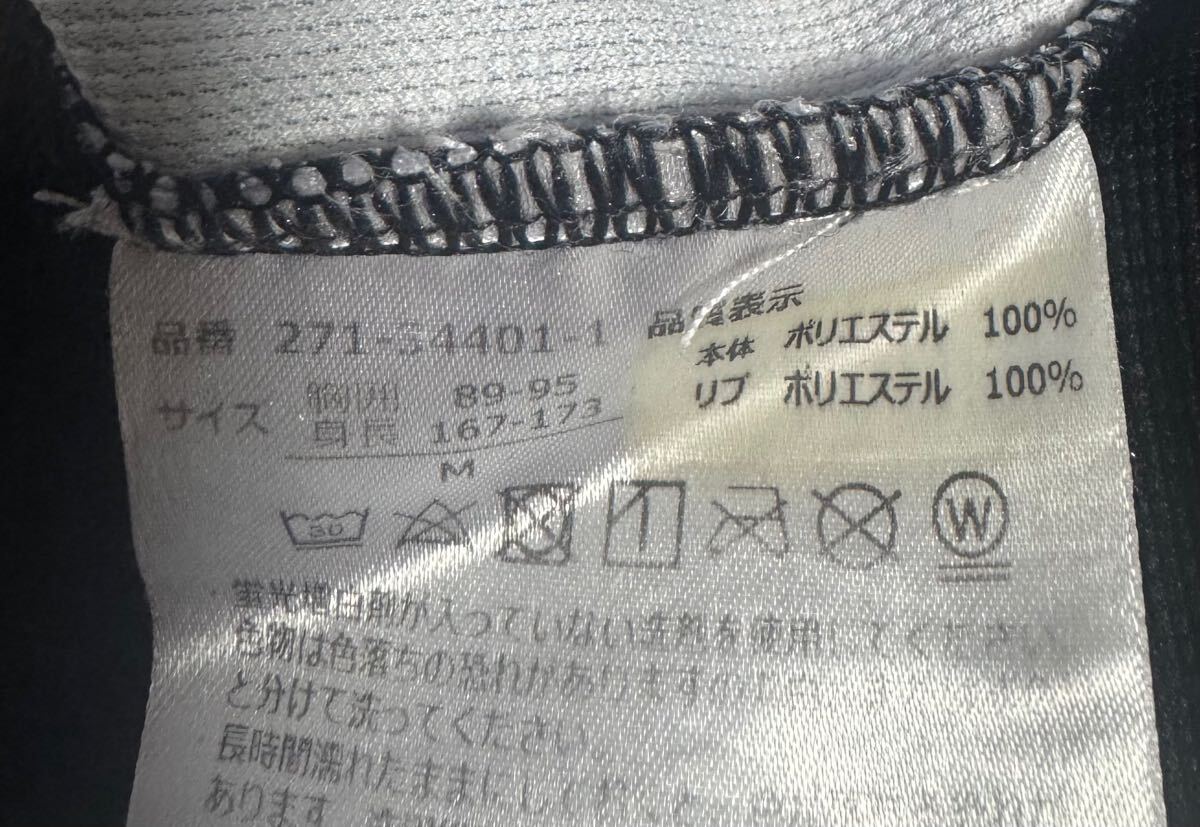 品番 271-34401-1
サイズ 胸囲 89-95
身長 167-173
M
品質表示
本体 ポリエステル 100%
リブ ポリエステル 100%
30
W
蛍光増白剤が入っていない洗剤を使用してください
色物は色落ちの恐れがあります
と分けて洗ってください
長時間濡れたままにし
あります